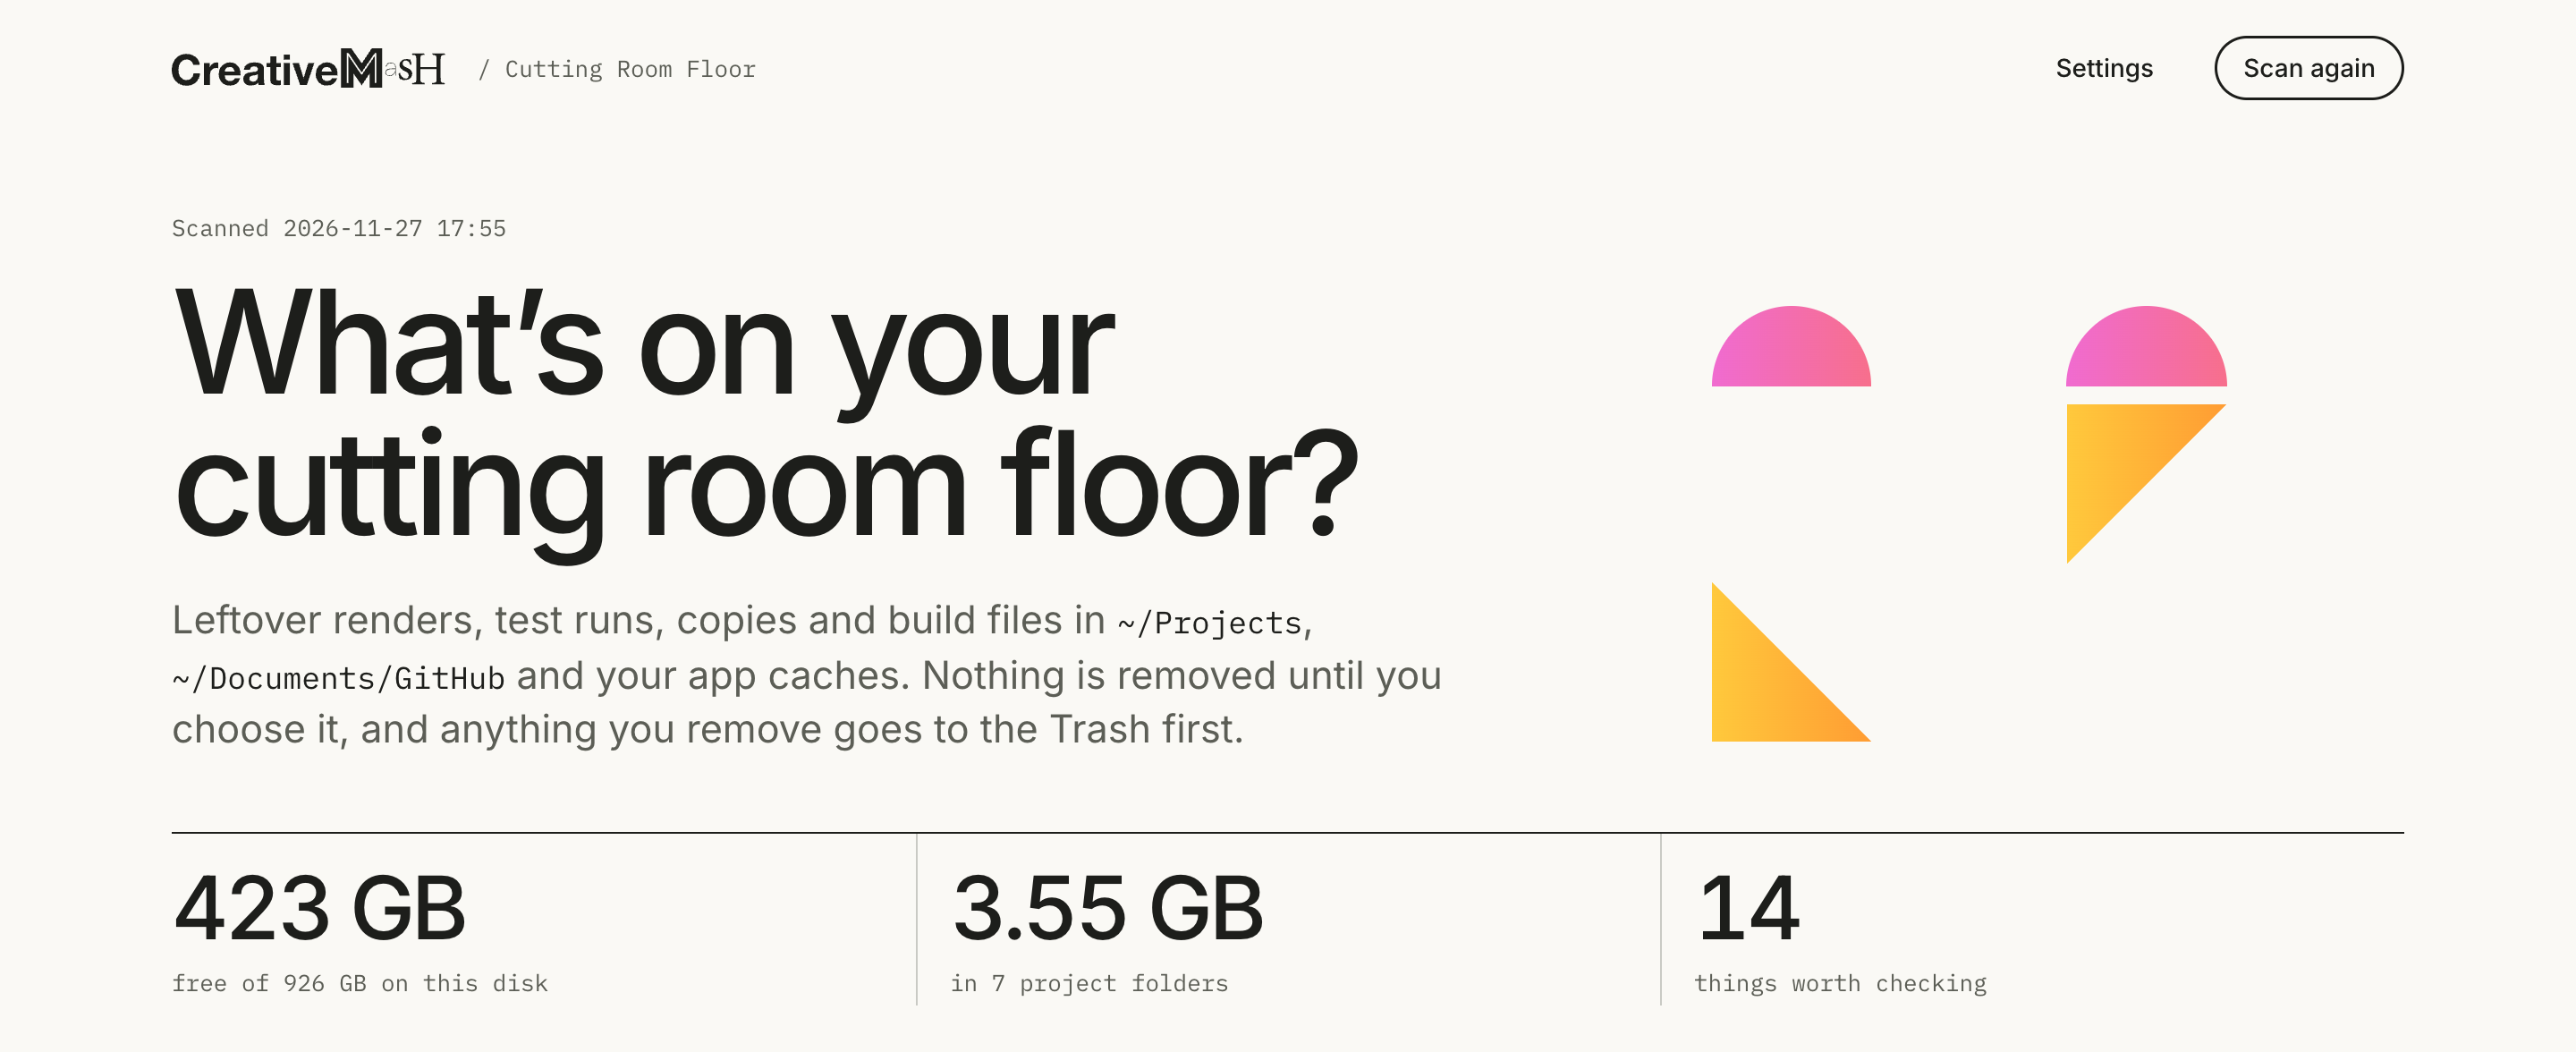 CreativeMasH / Cutting Room Floor
Settings
Scan again
Scanned 2026-11-27 17:55
What’s on your
cutting room floor?
Leftover renders, test runs, copies and build files in ~/Projects,
~/Documents/GitHub and your app caches. Nothing is removed until you
choose it, and anything you remove goes to the Trash first.
423 GB
free of 926 GB on this disk
3.55 GB
in 7 project folders
14
things worth checking